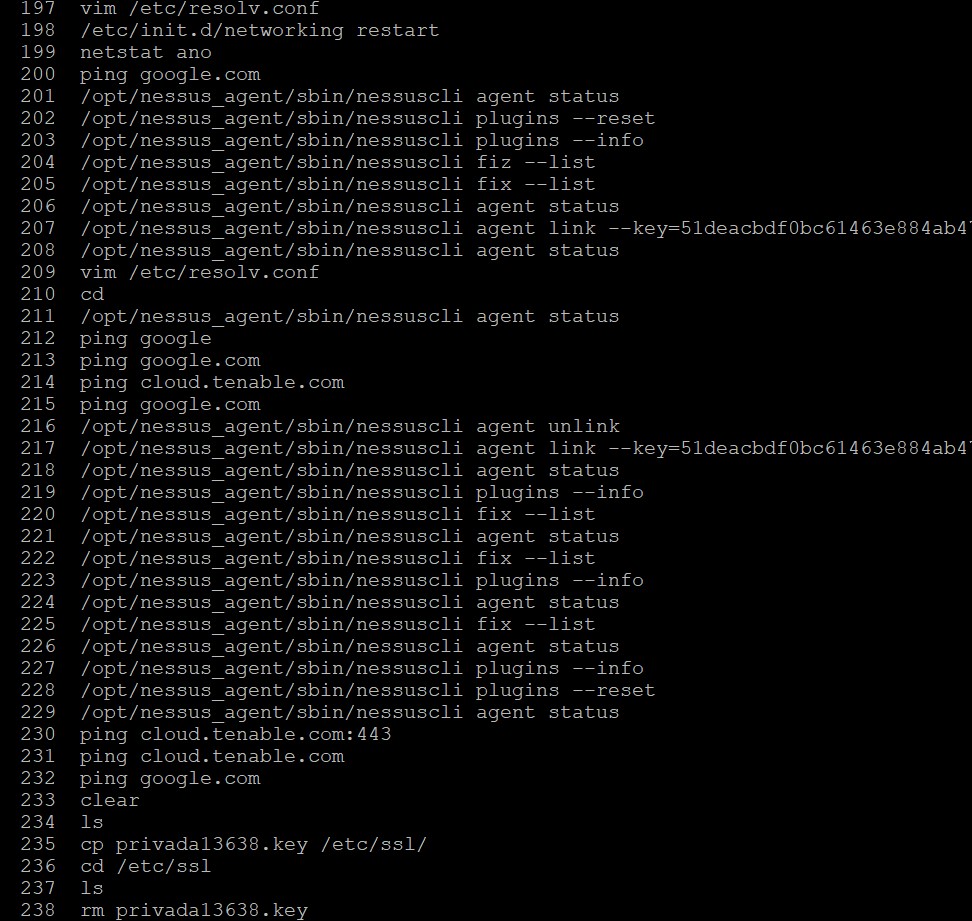 197 vim /etc/resolv.conf
198 /etc/init.d/networking restart
199 netstat ano
200 ping google.com
201 /opt/nessus_agent/sbin/nessuscli agent status
202 /opt/nessus_agent/sbin/nessuscli plugins --reset
203 /opt/nessus_agent/sbin/nessuscli plugins --info
204 /opt/nessus_agent/sbin/nessuscli fiz --list
205 /opt/nessus_agent/sbin/nessuscli fix --list
206 /opt/nessus_agent/sbin/nessuscli agent status
207 /opt/nessus_agent/sbin/nessuscli agent link --key=51deacbdf0bc61463e884ab47
208 /opt/nessus_agent/sbin/nessuscli agent status
209 vim /etc/resolv.conf
210 cd
211 /opt/nessus_agent/sbin/nessuscli agent status
212 ping google
213 ping google.com
214 ping cloud.tenable.com
215 ping google.com
216 /opt/nessus_agent/sbin/nessuscli agent unlink
217 /opt/nessus_agent/sbin/nessuscli agent link --key=51deacbdf0bc61463e884ab47
218 /opt/nessus_agent/sbin/nessuscli agent status
219 /opt/nessus_agent/sbin/nessuscli plugins --info
220 /opt/nessus_agent/sbin/nessuscli fix --list
221 /opt/nessus_agent/sbin/nessuscli agent status
222 /opt/nessus_agent/sbin/nessuscli fix --list
223 /opt/nessus_agent/sbin/nessuscli plugins --info
224 /opt/nessus_agent/sbin/nessuscli agent status
225 /opt/nessus_agent/sbin/nessuscli fix --list
226 /opt/nessus_agent/sbin/nessuscli agent status
227 /opt/nessus_agent/sbin/nessuscli plugins --info
228 /opt/nessus_agent/sbin/nessuscli plugins --reset
229 /opt/nessus_agent/sbin/nessuscli agent status
230 ping cloud.tenable.com:443
231 ping cloud.tenable.com
232 ping google.com
233 clear
234 ls
235 cp privada13638.key /etc/ssl/
236 cd /etc/ssl
237 ls
238 rm privada13638.key